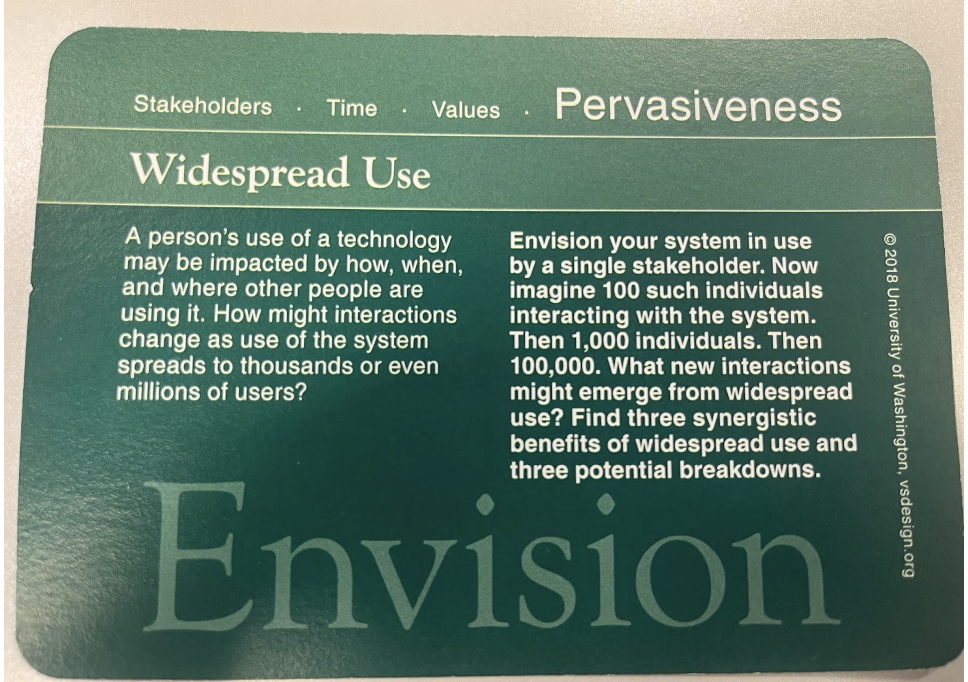 Stakeholders · Time · Values · Pervasiveness
Widespread Use
A person's use of a technology
may be impacted by how, when,
and where other people are
using it. How might interactions
change as use of the system
spreads to thousands or even
millions of users?
Envision your system in use
by a single stakeholder. Now
imagine 100 such individuals
interacting with the system.
Then 1,000 individuals. Then
100,000. What new interactions
might emerge from widespread
use? Find three synergistic
benefits of widespread use and
three potential breakdowns.
© 2018 University of Washington, vsdesign.org
Envision